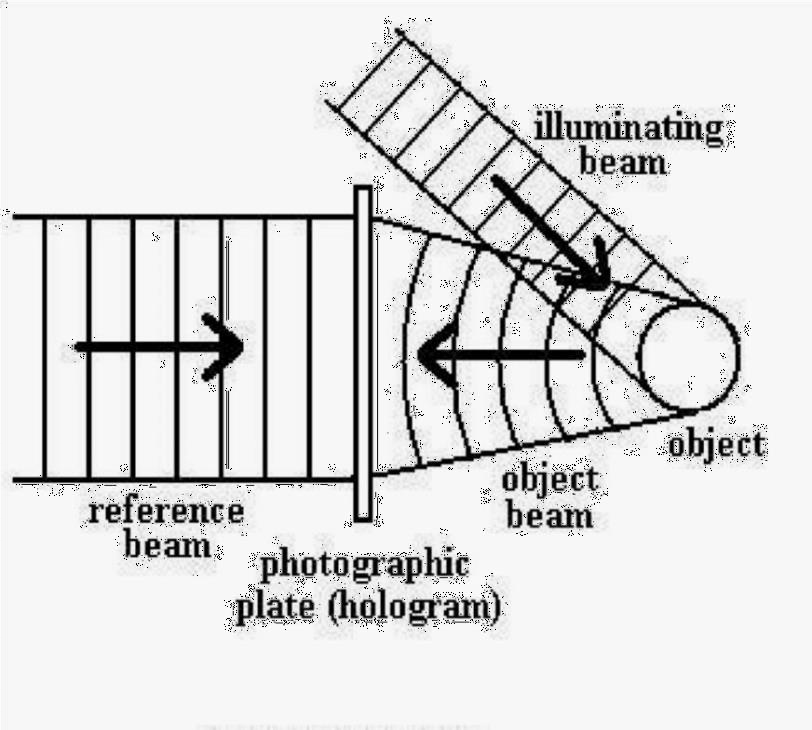 illuminating
beam
object
object
beam
reference
beam
photographic
plate (hologram)